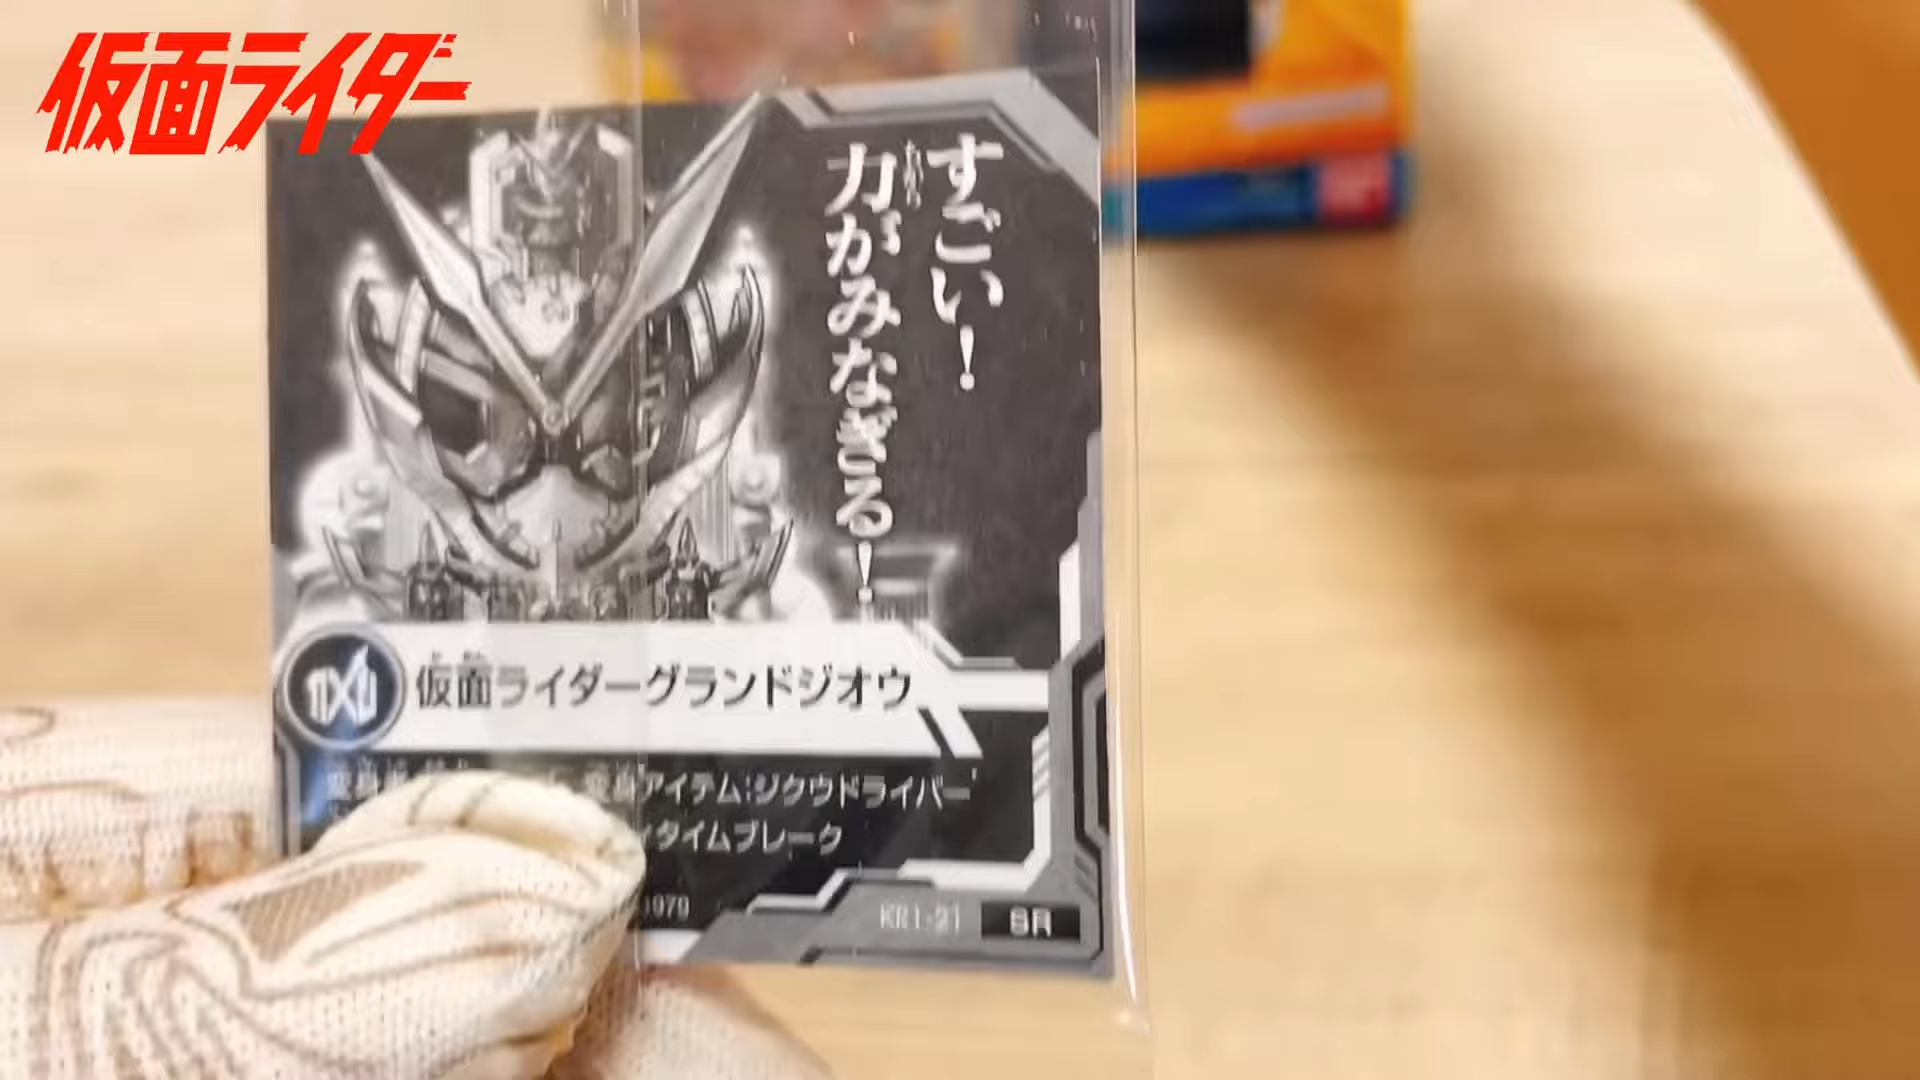 仮面ライダー
すごい！
力がみなぎる！
仮面ライダーグランドジオウ
変身アイテム:ジクウドライバー
タイムブレーク
1979
KR1-21
SR